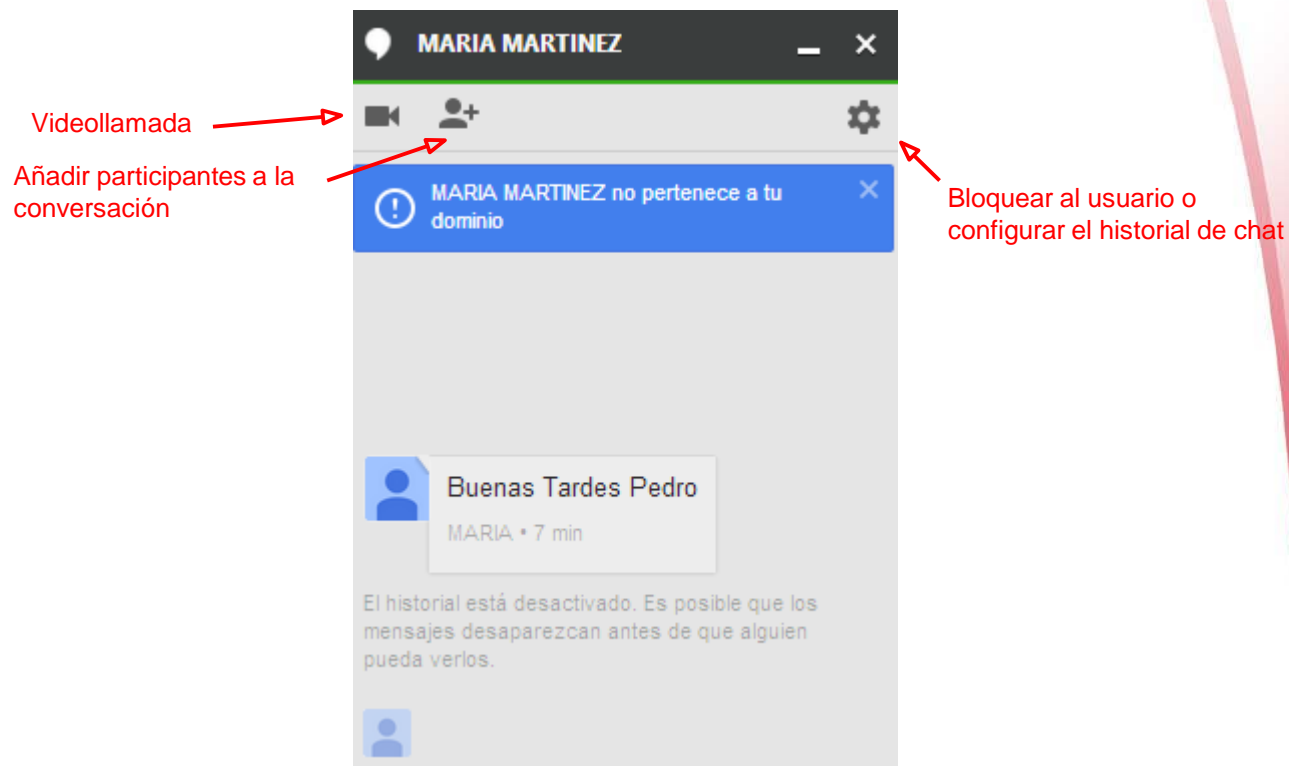 MARIA MARTINEZ
Videollamada
Añadir participantes a la
conversación
MARIA MARTINEZ no pertenece a tu
dominio
Bloquear al usuario o
configurar el historial de chat
Buenas Tardes Pedro
MARIA • 7 min
El historial está desactivado. Es posible que los
mensajes desaparezcan antes de que alguien
pueda verlos.